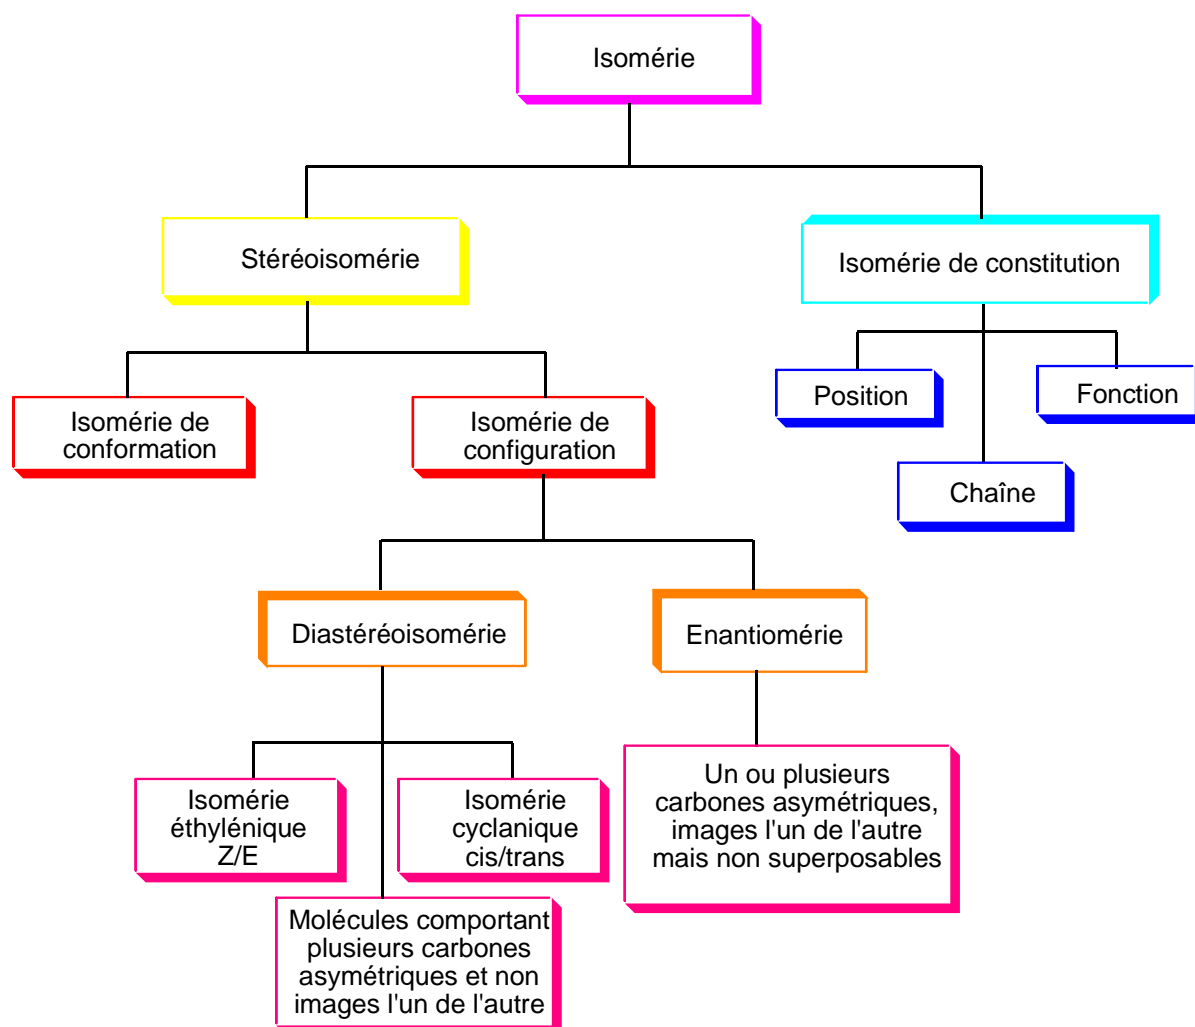 Isomérie
Stéréoisomérie
Isomérie de constitution
Isomérie de
conformation
Isomérie de
configuration
Position
Fonction
Chaîne
Diastéréoisomérie
Enantiomérie
Isomérie
éthylénique
Z/E
Isomérie
cyclanique
cis/trans
Un ou plusieurs
carbones asymétriques,
images l'un de l'autre
mais non superposables
Molécules comportant
plusieurs carbones
asymétriques et non
images l'un de l'autre